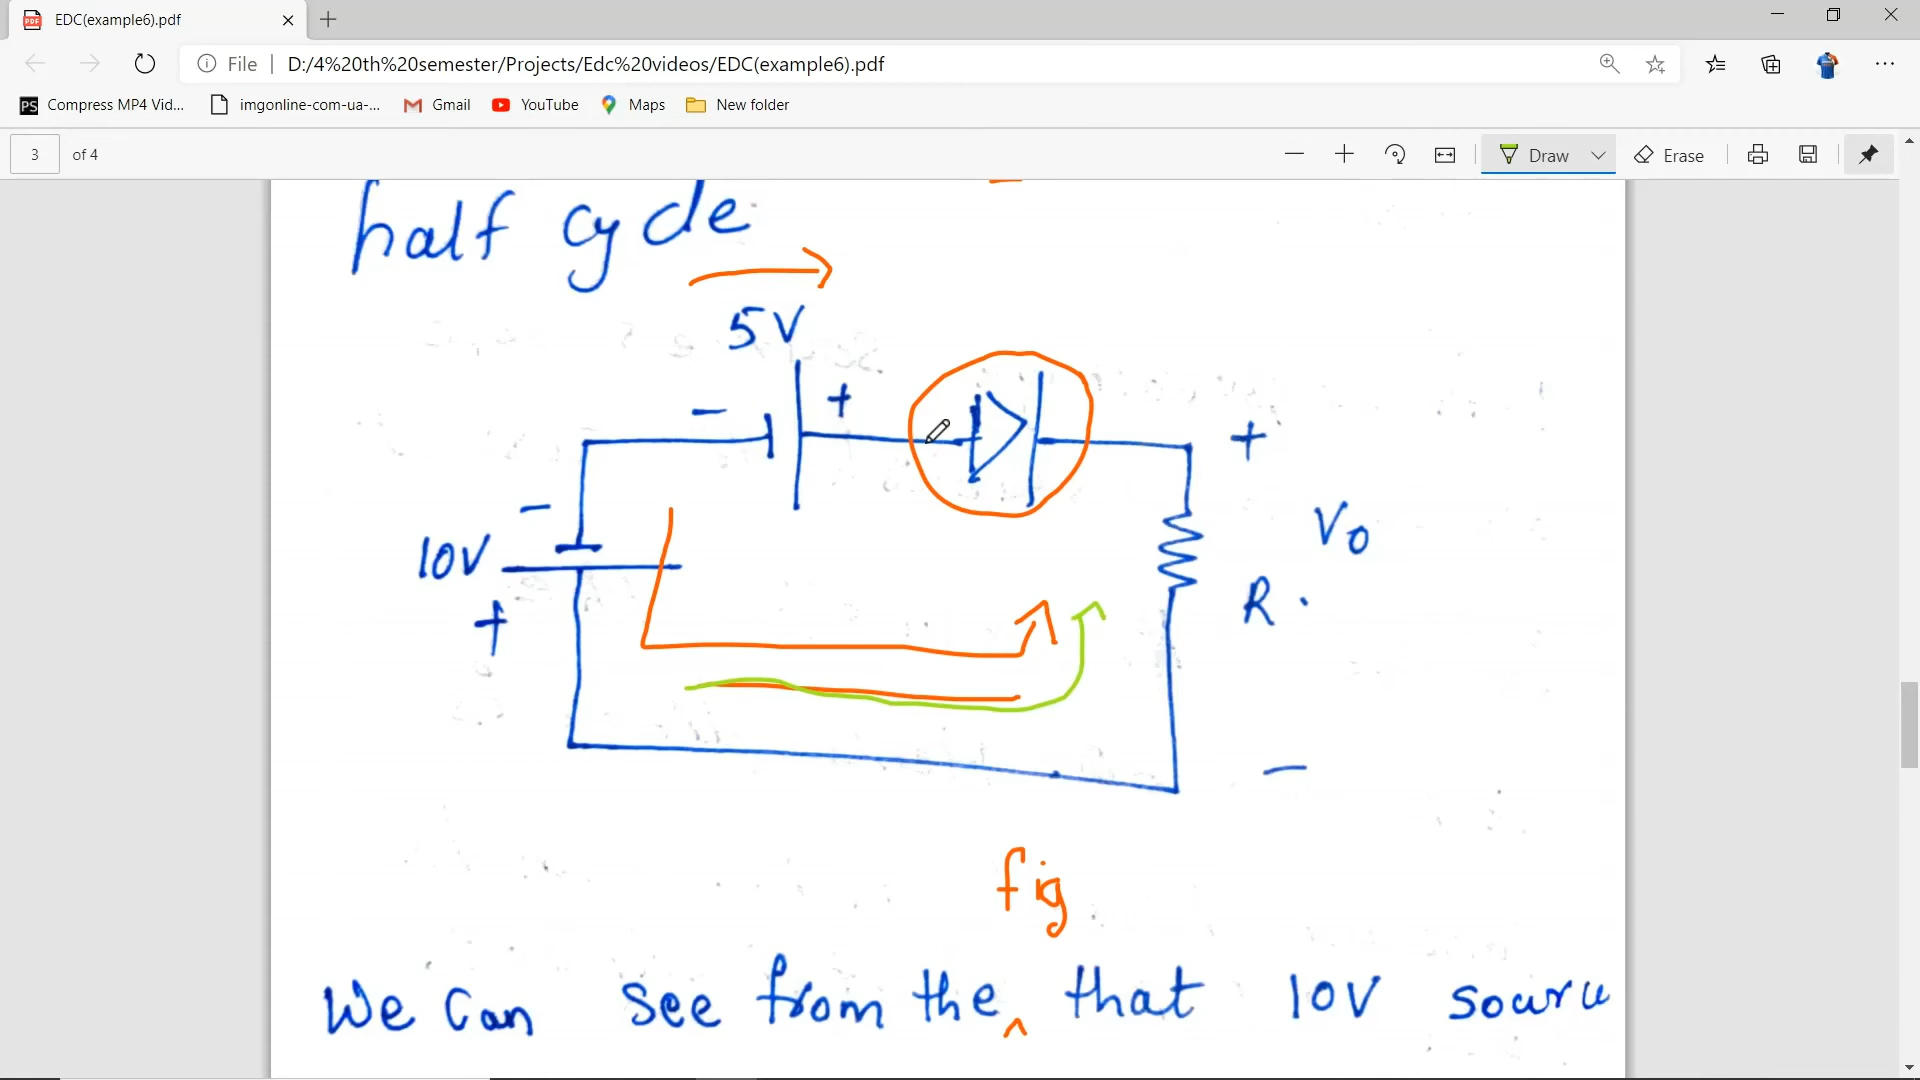 EDC(example6).pdf
File D:/4%20th%20semester/Projects/Edc%20videos/EDC(example6).pdf
Compress MP4 Vid... imgonline-com-ua-... Gmail YouTube Maps New folder
3 of 4 Draw Erase
half cycle
5V
- +
+
-
10V
+
Vo
R.
-
fig
We Can see from the ^ that 10V source